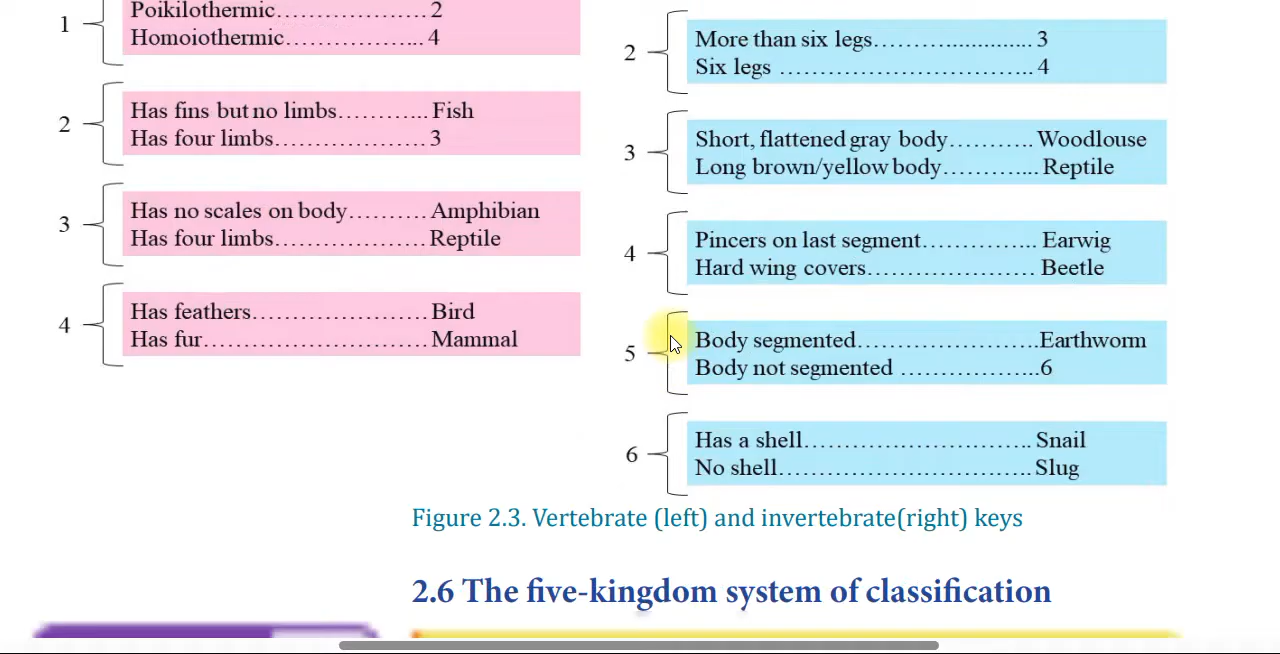 1
Poikilothermic.................... 2
Homoiothermic................... 4
2
Has fins but no limbs............ Fish
Has four limbs.................... 3
3
Has no scales on body.......... Amphibian
Has four limbs.................... Reptile
4
Has feathers...................... Bird
Has fur............................ Mammal
2
More than six legs....................... 3
Six legs ................................ 4
3
Short, flattened gray body........... Woodlouse
Long brown/yellow body............ Reptile
4
Pincers on last segment............... Earwig
Hard wing covers..................... Beetle
5
Body segmented.......................Earthworm
Body not segmented ..................6
6
Has a shell............................. Snail
No shell................................Slug
Figure 2.3. Vertebrate (left) and invertebrate(right) keys
2.6 The five-kingdom system of classification